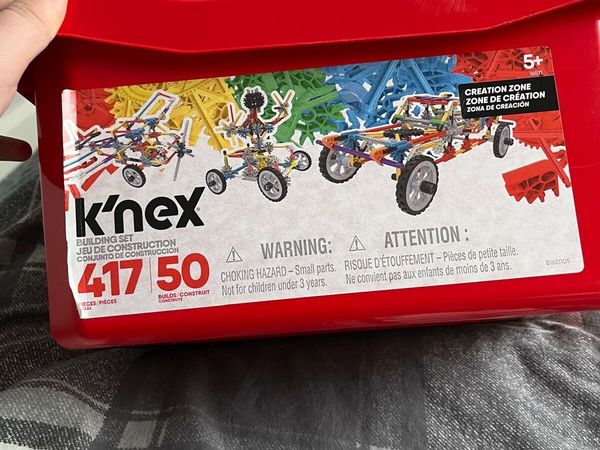 5+
16511
CREATION ZONE
ZONE DE CRÉATION
ZONA DE CREACIÓN
k'nex
BUILDING SET
JEU DE CONSTRUCTION
CONJUNTO DE CONSTRUCCIÓN
417
PIECES/PIÈCES
50
BUILDS/CONSTRUIT
CONSTRUYE
WARNING:
CHOKING HAZARD – Small parts.
Not for children under 3 years.
ATTENTION :
RISQUE D'ÉTOUFFEMENT – Pièces de petite taille.
Ne convient pas aux enfants de moins de 3 ans.